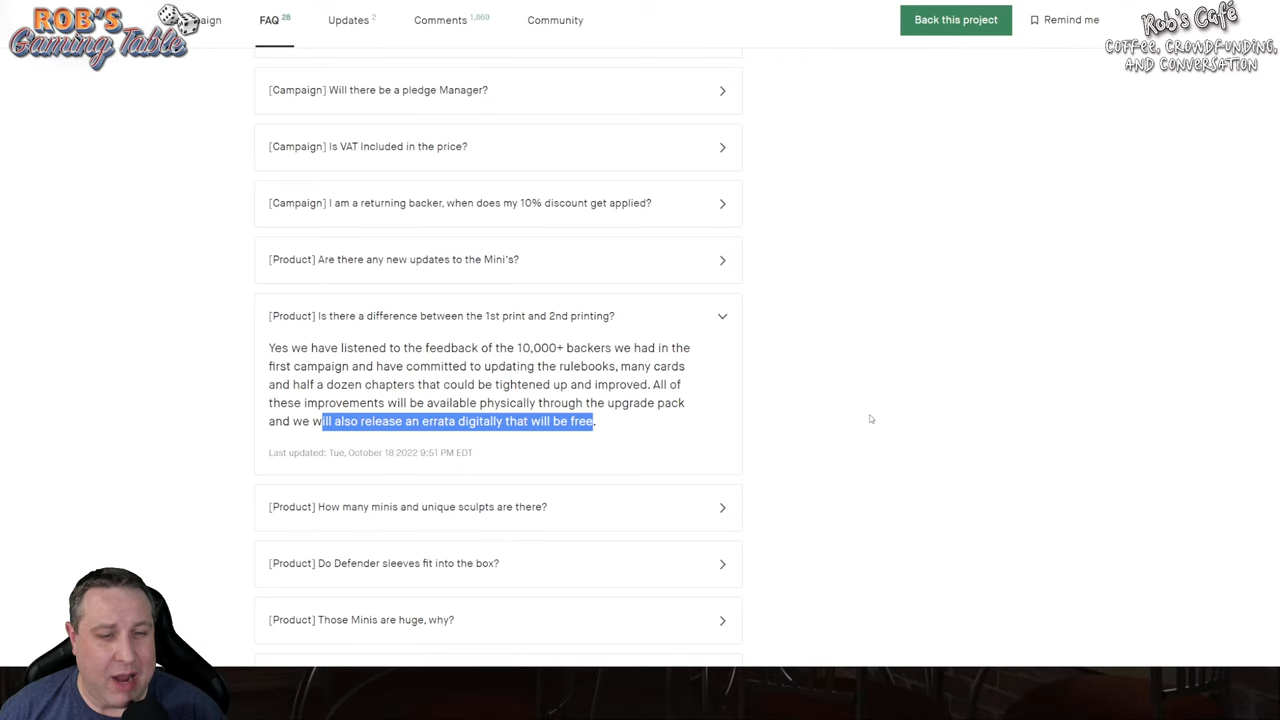 ROB'S
Gaming Table
aign
FAQ 28
Updates 2
Comments 1,869
Community
Back this project
Remind me
Rob's Café
Coffee, Crowdfunding,
and Conversation
[Campaign] Will there be a pledge Manager?
[Campaign] Is VAT Included in the price?
[Campaign] I am a returning backer, when does my 10% discount get applied?
[Product] Are there any new updates to the Mini's?
[Product] Is there a difference between the 1st print and 2nd printing?
Yes we have listened to the feedback of the 10,000+ backers we had in the
first campaign and have committed to updating the rulebooks, many cards
and half a dozen chapters that could be tightened up and improved. All of
these improvements will be available physically through the upgrade pack
and we will also release an errata digitally that will be free.
Last updated: Tue, October 18 2022 9:51 PM EDT
[Product] How many minis and unique sculpts are there?
[Product] Do Defender sleeves fit into the box?
[Product] Those Minis are huge, why?